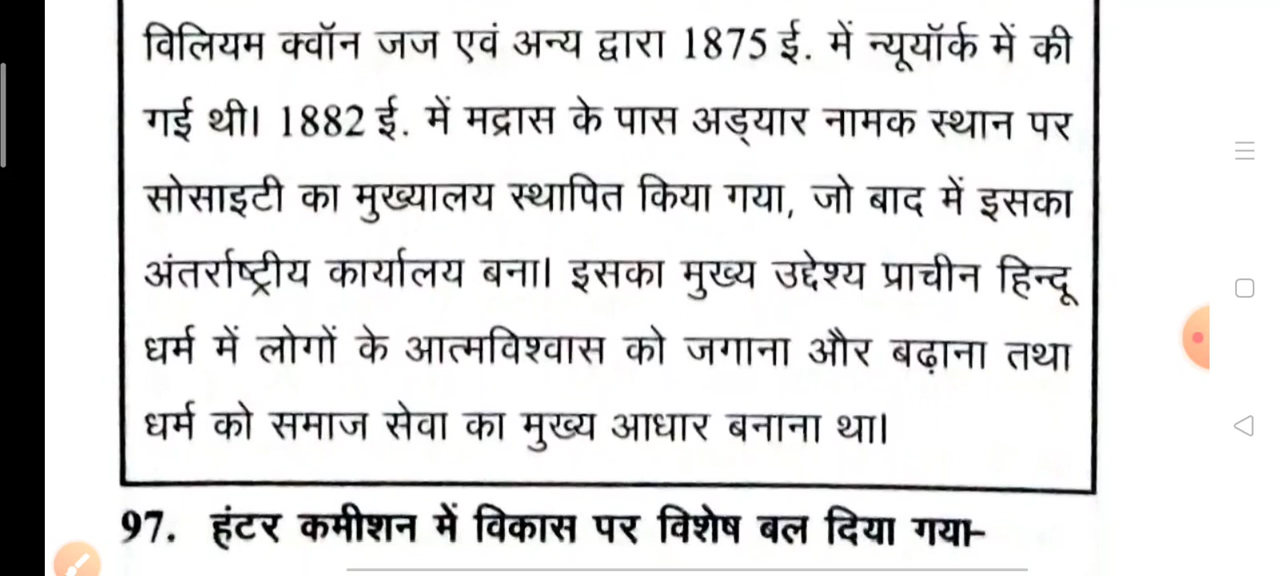 विलियम क्वॉन जज एवं अन्य द्वारा 1875 ई. में न्यूयॉर्क में की
गई थी। 1882 ई. में मद्रास के पास अड्यार नामक स्थान पर
सोसाइटी का मुख्यालय स्थापित किया गया, जो बाद में इसका
अंतर्राष्ट्रीय कार्यालय बना। इसका मुख्य उद्देश्य प्राचीन हिन्दू
धर्म में लोगों के आत्मविश्वास को जगाना और बढ़ाना तथा
धर्म को समाज सेवा का मुख्य आधार बनाना था।
97. हंटर कमीशन में विकास पर विशेष बल दिया गया-